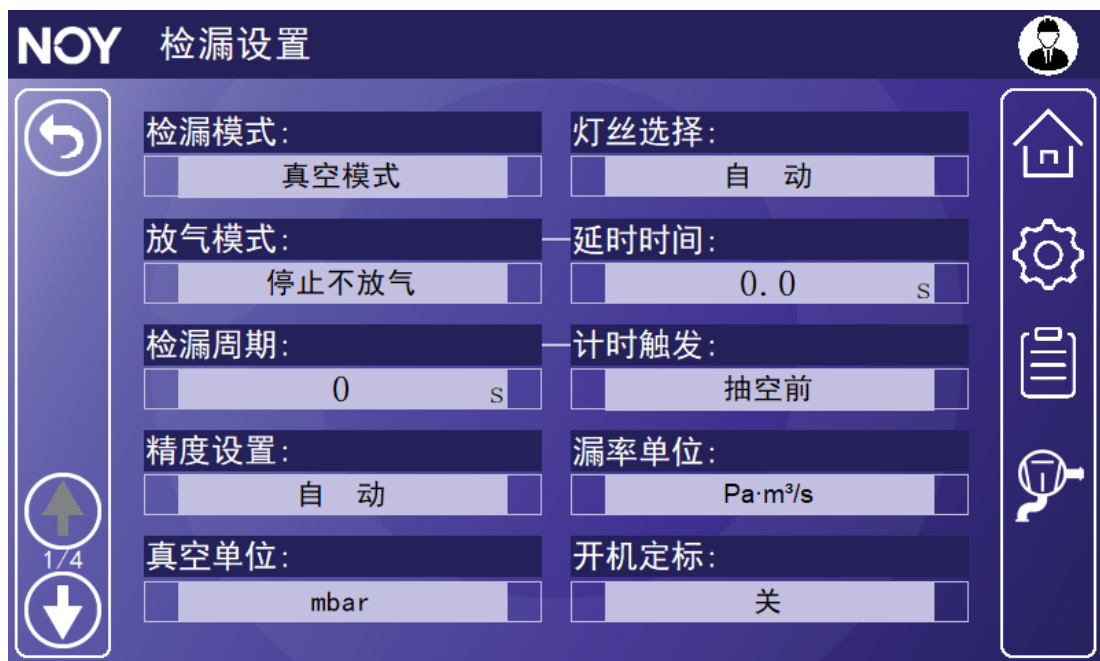 NOY 检漏设置
检漏模式:
真空模式
灯丝选择:
自 动
放气模式:
停止不放气
延时时间:
0.0 s
检漏周期:
0 s
计时触发:
抽空前
精度设置:
自 动
漏率单位:
Pa·m³/s
1/4
真空单位:
mbar
开机定标:
关